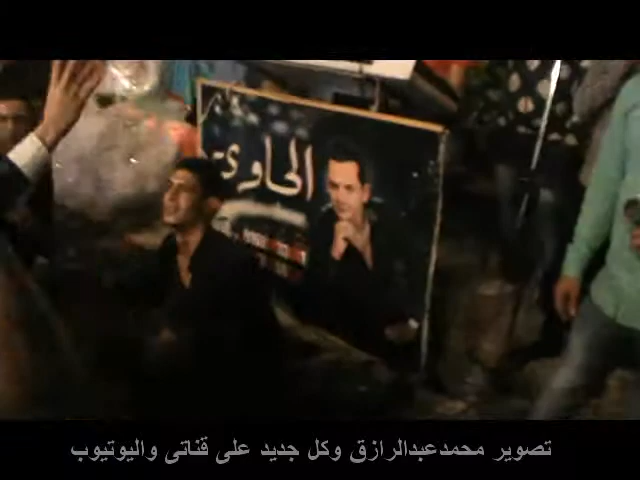 الحاوى
تصوير محمدعبدالرازق وكل جديد على قناتى واليوتيوب